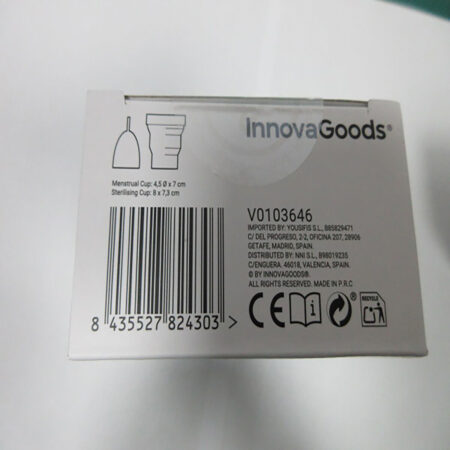 InnovaGoods®
Menstrual Cup: 4,5 Ø x 7 cm
Sterilising Cup: 8 x 7,3 cm
V0103646
IMPORTED BY: YOUSIFIS S.L., B85829471
C/ DEL PROGRESO, 2-2, OFICINA 207, 28906
GETAFE, MADRID, SPAIN
DISTRIBUTED BY: NNI S.L., B98019235
C/ENGUERA, 46018, VALENCIA, SPAIN.
© BY INNOVAGOODS®.
ALL RIGHTS RESERVED. MADE IN P.R.C
8 435527 824303 >
CE
i
®
RECYCLE